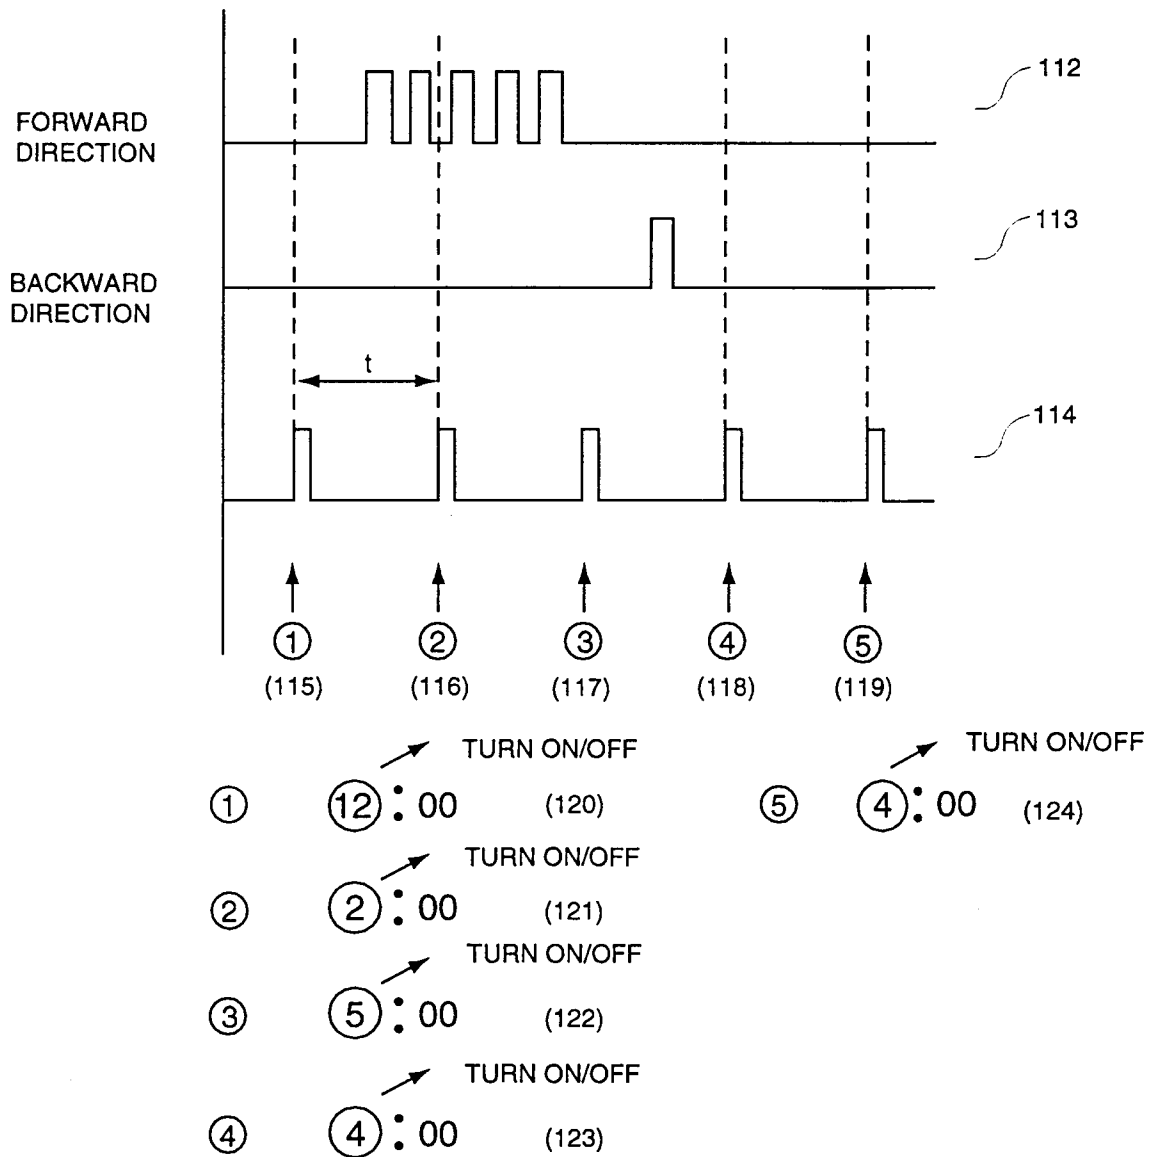 112
FORWARD
DIRECTION
113
BACKWARD
DIRECTION
t
114
① ② ③ ④ ⑤
(115) (116) (117) (118) (119)
TURN ON/OFF
① 12 : 00 (120)
TURN ON/OFF
⑤ 4 : 00 (124)
TURN ON/OFF
② 2 : 00 (121)
TURN ON/OFF
③ 5 : 00 (122)
TURN ON/OFF
④ 4 : 00 (123)